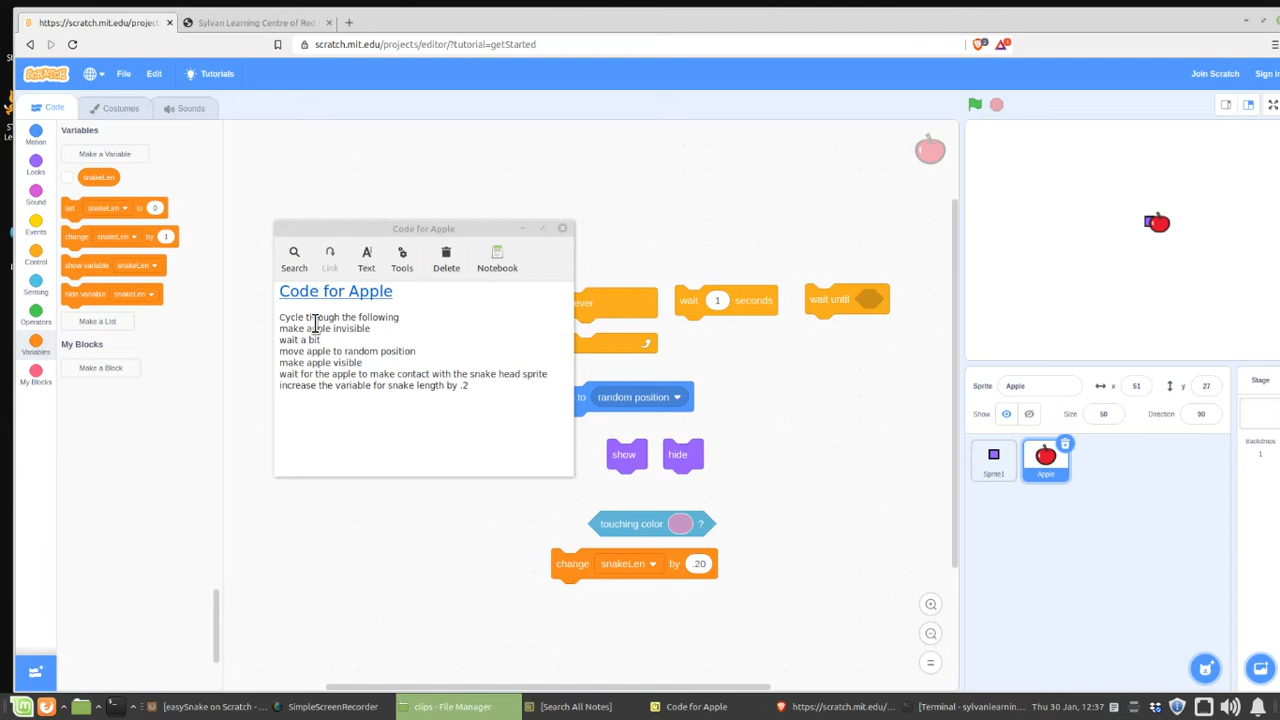 https://scratch.mit.edu/project
Sylvan Learning Centre of Red
scratch.mit.edu/projects/editor/?tutorial=getStarted
SCRATCH
File
Edit
Tutorials
Join Scratch
Sign in
Code
Costumes
Sounds
Motion
Looks
Sound
Events
Control
Sensing
Operators
Variables
My Blocks
Variables
Make a Variable
snakeLen
set snakeLen to 0
change snakeLen by 1
show variable snakeLen
hide variable snakeLen
Make a List
My Blocks
Make a Block
Code for Apple
Search
Link
Text
Tools
Delete
Notebook
Code for Apple
Cycle through the following
make apple invisible
wait a bit
move apple to random position
make apple visible
wait for the apple to make contact with the snake head sprite
increase the variable for snake length by .2
ever
wait 1 seconds
wait until
to random position
show
hide
touching color ?
change snakeLen by .20
Sprite
Apple
x 51
y 27
Show
Size 50
Direction 90
Sprite1
Apple
Stage
Backdrops
1
[easySnake on Scratch - ...
SimpleScreenRecorder
clips - File Manager
[Search All Notes]
Code for Apple
https://scratch.mit.edu/...
[Terminal - sylvanlearnin...
Thu 30 Jan, 12:37